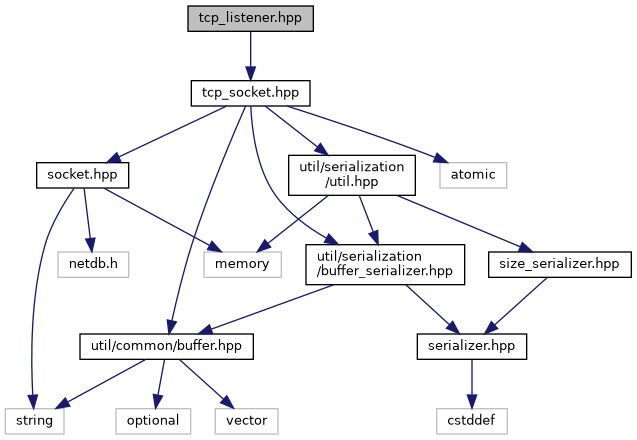 tcp_listener.hpp
tcp_socket.hpp
socket.hpp
util/serialization
/util.hpp
atomic
netdb.h
memory
util/serialization
/buffer_serializer.hpp
size_serializer.hpp
util/common/buffer.hpp
serializer.hpp
string
optional
vector
cstddef